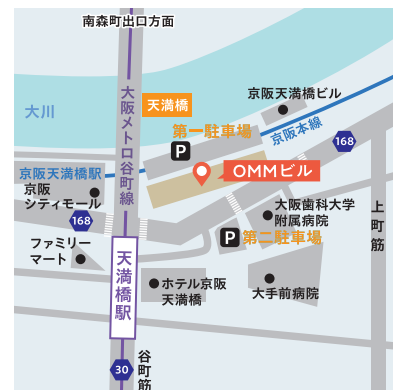 南森町出口方面
大川
大阪メトロ谷町線
天満橋
第一駐車場
P
京阪天満橋ビル
京阪本線
168
京阪天満橋駅
京阪
シティモール
168
OMMビル
大阪歯科大学
附属病院
上町筋
ファミリー
マート
P
第二駐車場
天満橋駅
ホテル京阪
天満橋
大手前病院
30
谷町筋